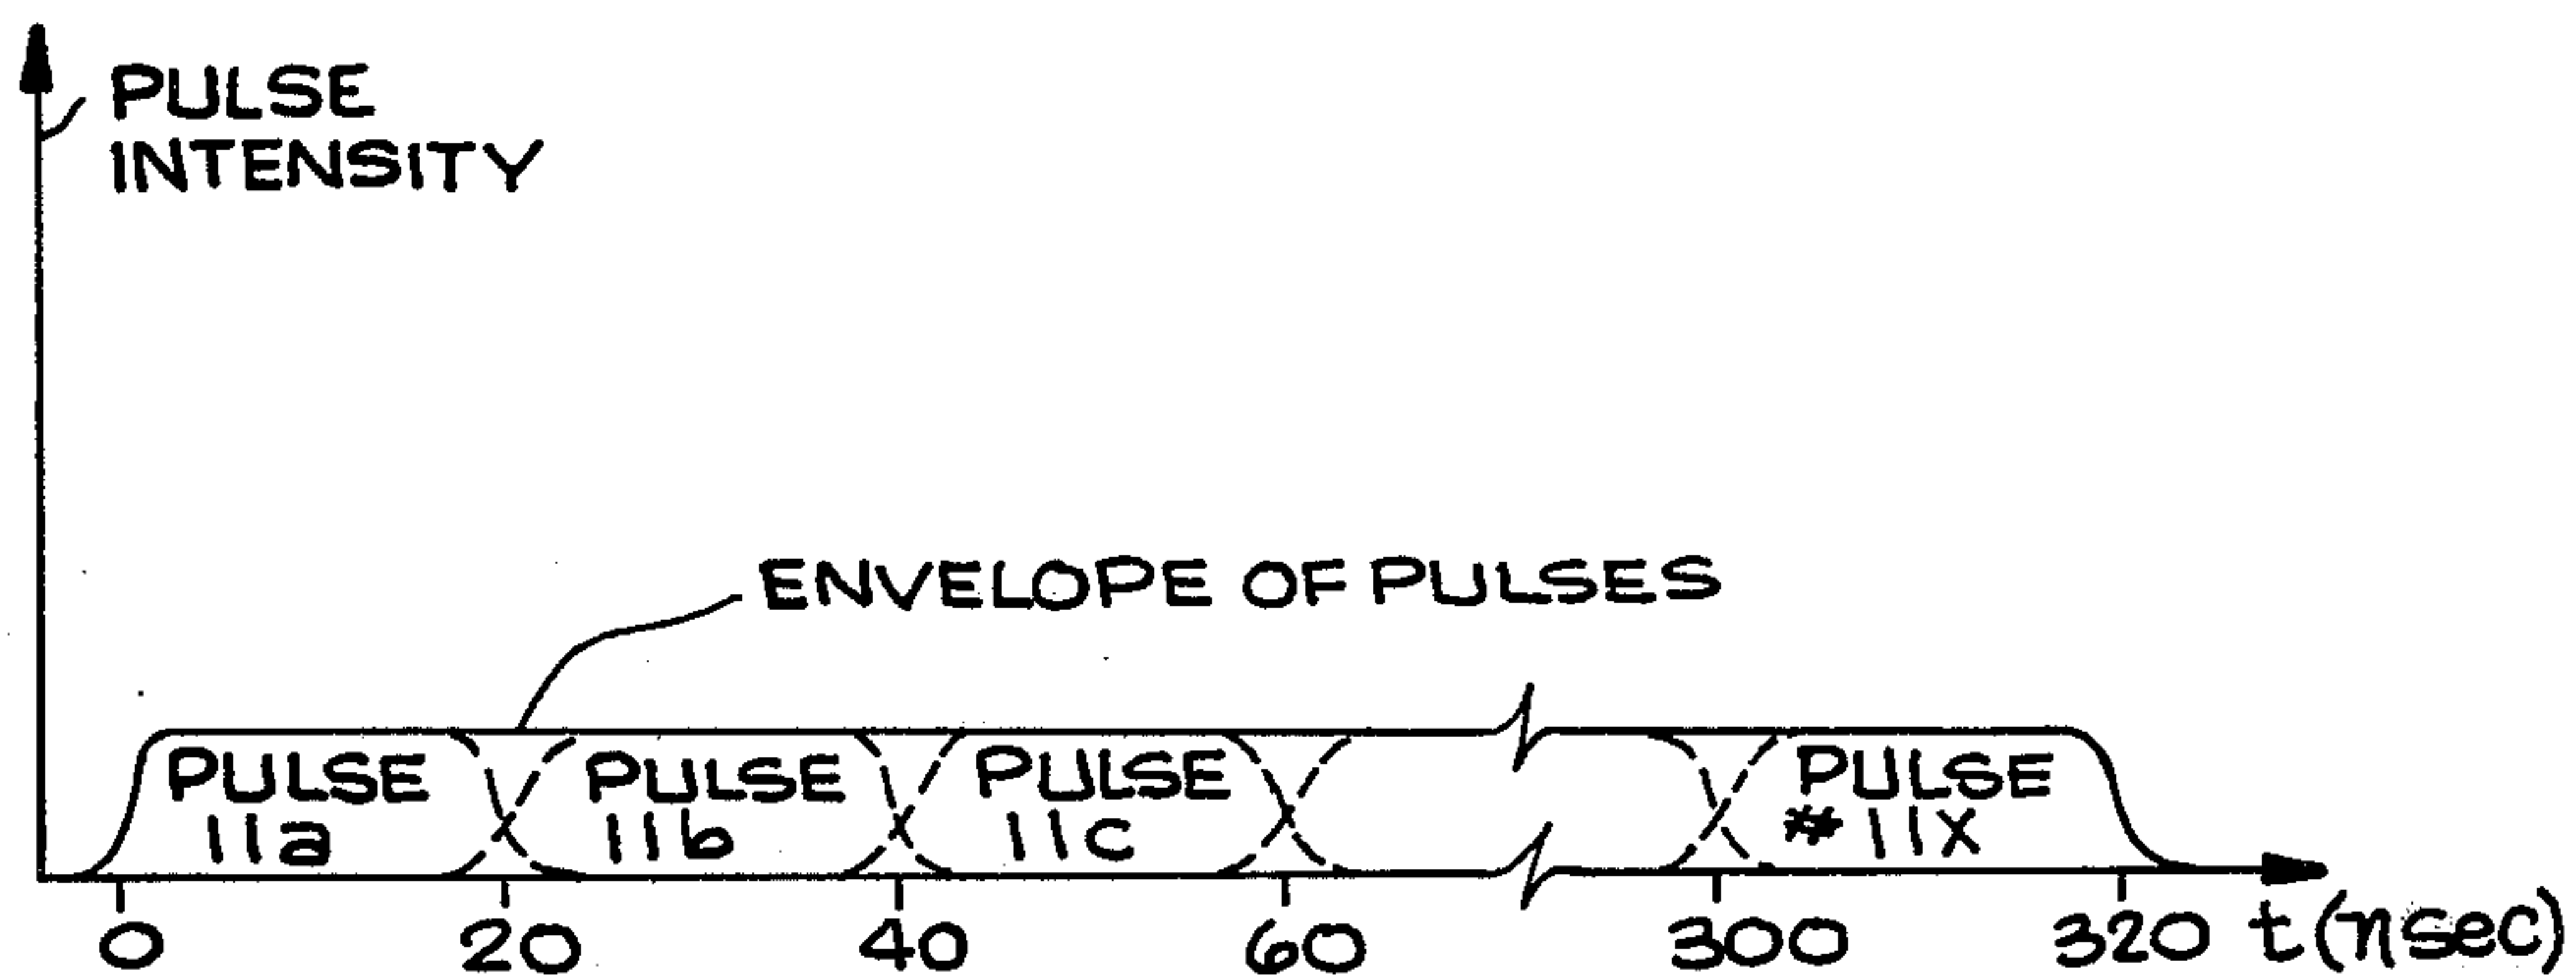 PULSE
INTENSITY
ENVELOPE OF PULSES
PULSE
11a
PULSE
11b
PULSE
11c
PULSE
# 11X
0 20 40 60 300 320 t(nsec)